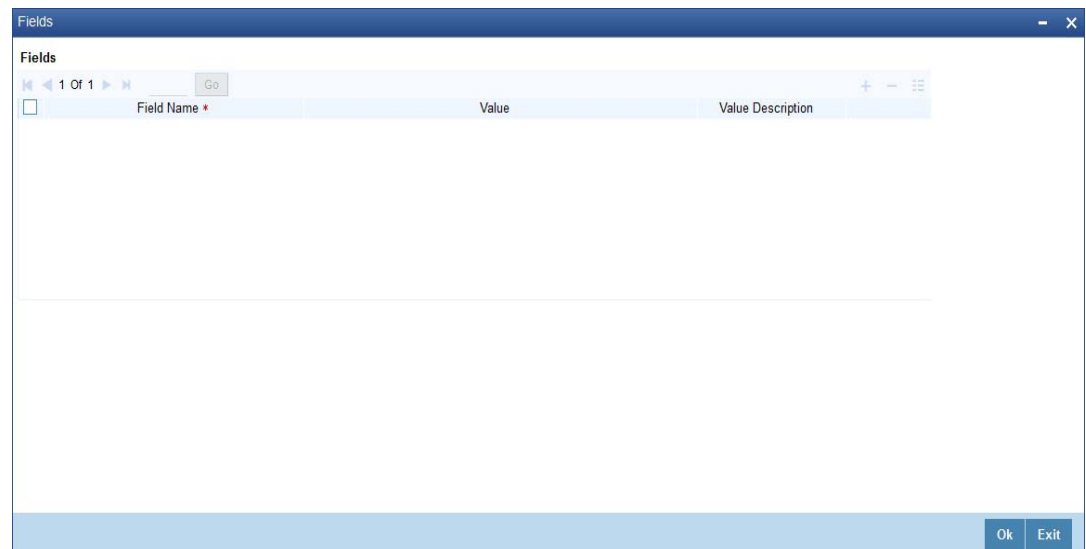 Fields
Fields
1 Of 1 Go
Field Name * Value Value Description
Ok Exit